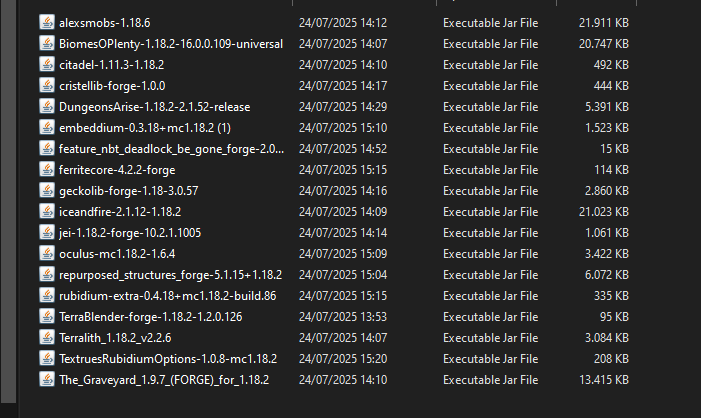 alexsmobs-1.18.6 24/07/2025 14:12 Executable Jar File 21.911 KB
BiomesOPlenty-1.18.2-16.0.0.109-universal 24/07/2025 14:07 Executable Jar File 20.747 KB
citadel-1.11.3-1.18.2 24/07/2025 14:10 Executable Jar File 492 KB
cristellib-forge-1.0.0 24/07/2025 14:17 Executable Jar File 444 KB
DungeonsArise-1.18.2-2.1.52-release 24/07/2025 14:29 Executable Jar File 5.391 KB
embeddium-0.3.18+mc1.18.2 (1) 24/07/2025 15:10 Executable Jar File 1.523 KB
feature_nbt_deadlock_be_gone_forge-2.0... 24/07/2025 14:52 Executable Jar File 15 KB
ferritecore-4.2.2-forge 24/07/2025 15:15 Executable Jar File 114 KB
geckolib-forge-1.18-3.0.57 24/07/2025 14:16 Executable Jar File 2.860 KB
iceandfire-2.1.12-1.18.2 24/07/2025 14:09 Executable Jar File 21.023 KB
jei-1.18.2-forge-10.2.1.1005 24/07/2025 14:14 Executable Jar File 1.061 KB
oculus-mc1.18.2-1.6.4 24/07/2025 15:09 Executable Jar File 3.422 KB
repurposed_structures_forge-5.1.15+1.18.2 24/07/2025 15:04 Executable Jar File 6.072 KB
rubidium-extra-0.4.18+mc1.18.2-build.86 24/07/2025 15:15 Executable Jar File 335 KB
TerraBlender-forge-1.18.2-1.2.0.126 24/07/2025 13:53 Executable Jar File 95 KB
Terralith_1.18.2_v2.2.6 24/07/2025 14:07 Executable Jar File 3.084 KB
TextruesRubidiumOptions-1.0.8-mc1.18.2 24/07/2025 15:20 Executable Jar File 208 KB
The_Graveyard_1.9.7_(FORGE)_for_1.18.2 24/07/2025 14:10 Executable Jar File 13.415 KB